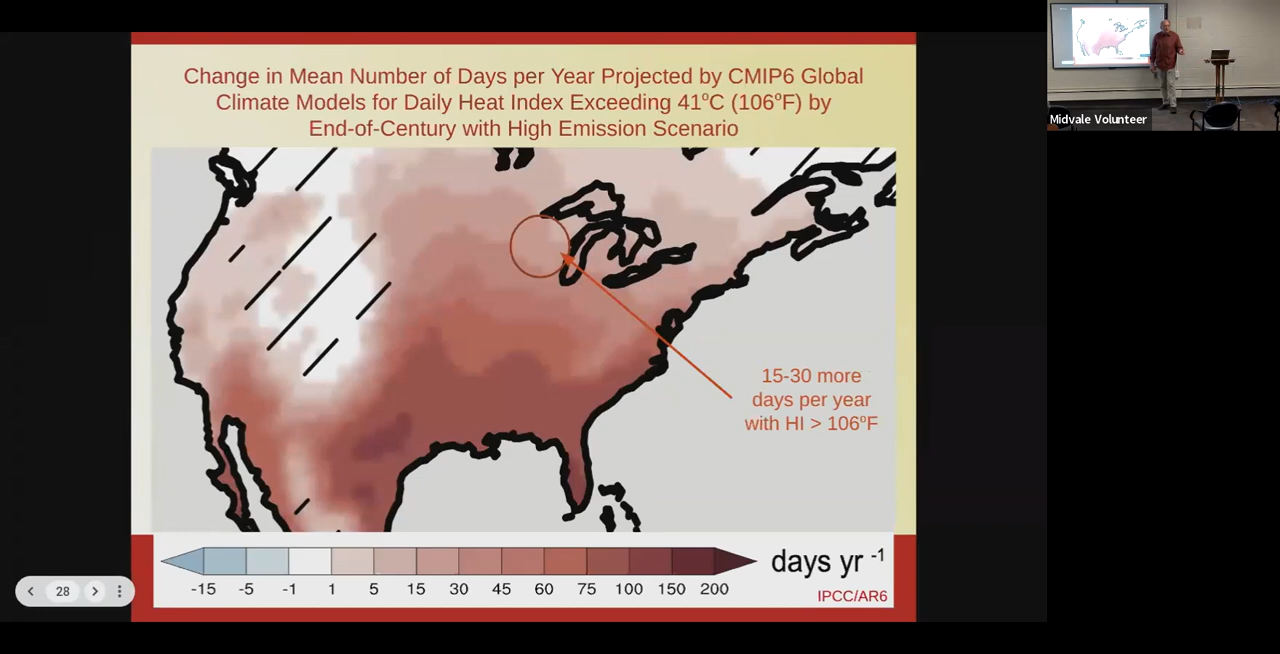 Change in Mean Number of Days per Year Projected by CMIP6 Global
Climate Models for Daily Heat Index Exceeding 41°C (106°F) by
End-of-Century with High Emission Scenario
Midvale Volunteer
15-30 more
days per year
with HI > 106°F
-15 -5 -1 1 5 15 30 45 60 75 100 150 200
days yr -1
IPCC/AR6
28